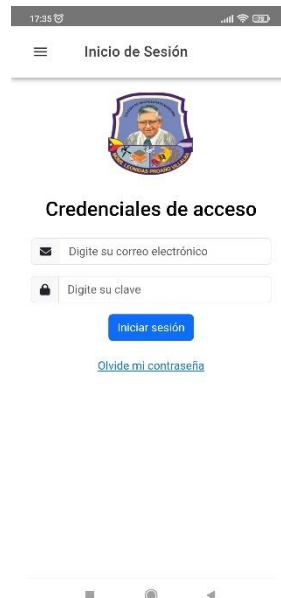 17:35
Inicio de Sesión
Credenciales de acceso
Digite su correo electrónico
Digite su clave
Iniciar sesión
Olvide mi contraseña